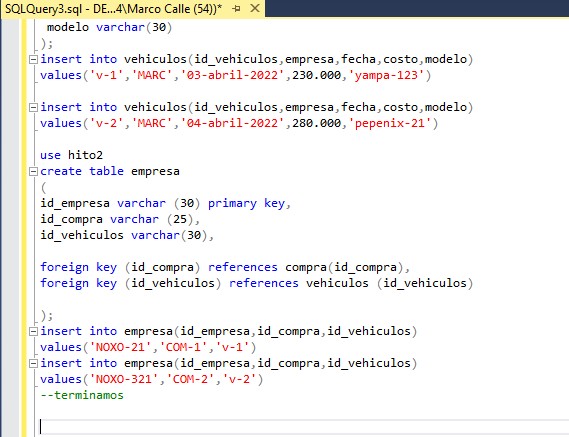 SQLQuery3.sql - DE...4\Marco Calle (54))*
modelo varchar(30)
);
insert into vehiculos(id_vehiculos,empresa,fecha,costo,modelo)
values('v-1','MARC','03-abril-2022',230.000,'yampa-123')
insert into vehiculos(id_vehiculos,empresa,fecha,costo,modelo)
values('v-2','MARC','04-abril-2022',280.000,'pepenix-21')
use hito2
create table empresa
(
id_empresa varchar (30) primary key,
id_compra varchar (25),
id_vehiculos varchar(30),
foreign key (id_compra) references compra(id_compra),
foreign key (id_vehiculos) references vehiculos (id_vehiculos)
);
insert into empresa(id_empresa,id_compra,id_vehiculos)
values('NOXO-21','COM-1','v-1')
insert into empresa(id_empresa,id_compra,id_vehiculos)
values('NOXO-321','COM-2','v-2')
--terminamos